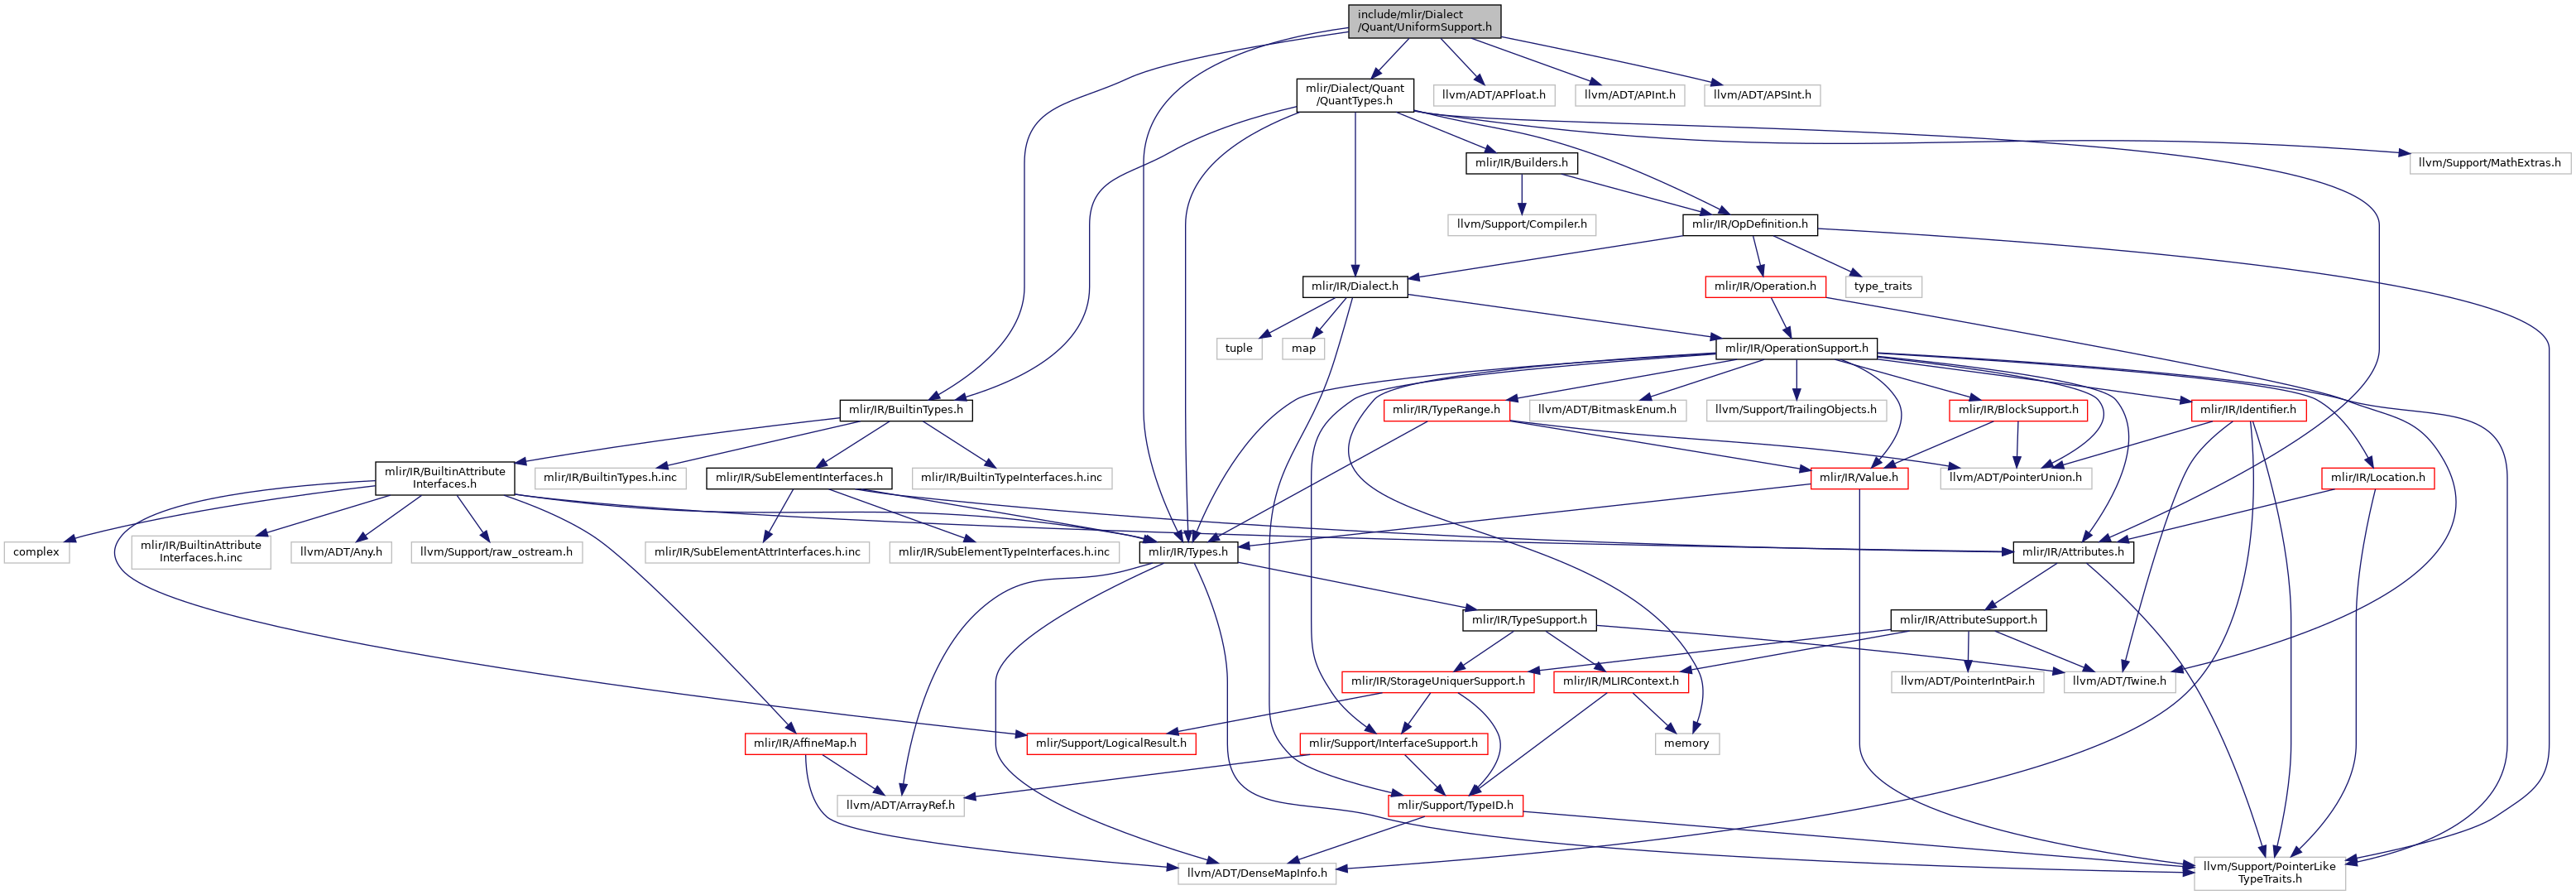 include/mlir/Dialect
/Quant/UniformSupport.h
mlir/Dialect/Quant
/QuantTypes.h
llvm/ADT/APFloat.h
llvm/ADT/APInt.h
llvm/ADT/APSInt.h
mlir/IR/Builders.h
llvm/Support/MathExtras.h
llvm/Support/Compiler.h
mlir/IR/OpDefinition.h
mlir/IR/Dialect.h
mlir/IR/Operation.h
type_traits
tuple
map
mlir/IR/OperationSupport.h
mlir/IR/BuiltinTypes.h
mlir/IR/TypeRange.h
llvm/ADT/BitmaskEnum.h
llvm/Support/TrailingObjects.h
mlir/IR/BlockSupport.h
mlir/IR/Identifier.h
mlir/IR/BuiltinAttribute
Interfaces.h
mlir/IR/BuiltinTypes.h.inc
mlir/IR/SubElementInterfaces.h
mlir/IR/BuiltinTypeInterfaces.h.inc
mlir/IR/Value.h
llvm/ADT/PointerUnion.h
mlir/IR/Location.h
complex
mlir/IR/BuiltinAttribute
Interfaces.h.inc
llvm/ADT/Any.h
llvm/Support/raw_ostream.h
mlir/IR/SubElementAttrInterfaces.h.inc
mlir/IR/SubElementTypeInterfaces.h.inc
mlir/IR/Types.h
mlir/IR/Attributes.h
mlir/IR/TypeSupport.h
mlir/IR/AttributeSupport.h
mlir/IR/StorageUniquerSupport.h
mlir/IR/MLIRContext.h
llvm/ADT/PointerIntPair.h
llvm/ADT/Twine.h
mlir/IR/AffineMap.h
mlir/Support/LogicalResult.h
mlir/Support/InterfaceSupport.h
memory
llvm/ADT/ArrayRef.h
mlir/Support/TypeID.h
llvm/ADT/DenseMapInfo.h
llvm/Support/PointerLike
TypeTraits.h